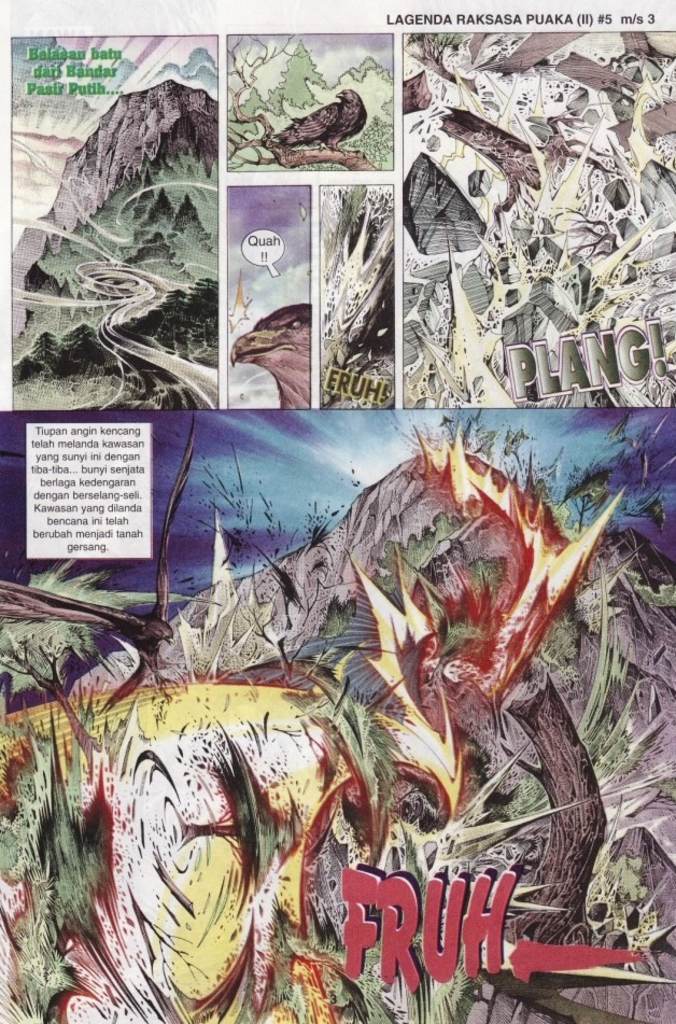 LAGENDA RAKSASA PUAKA (II) #5 m/s 3
Belasan batu
dari Bandar
Pasir Putih....
Quah
!!
FRUH!
PLANG!
Tiupan angin kencang
telah melanda kawasan
yang sunyi ini dengan
tiba-tiba... bunyi senjata
berlaga kedengaran
dengan berselang-seli.
Kawasan yang dilanda
bencana ini telah
berubah menjadi tanah
gersang.
FRUH
3